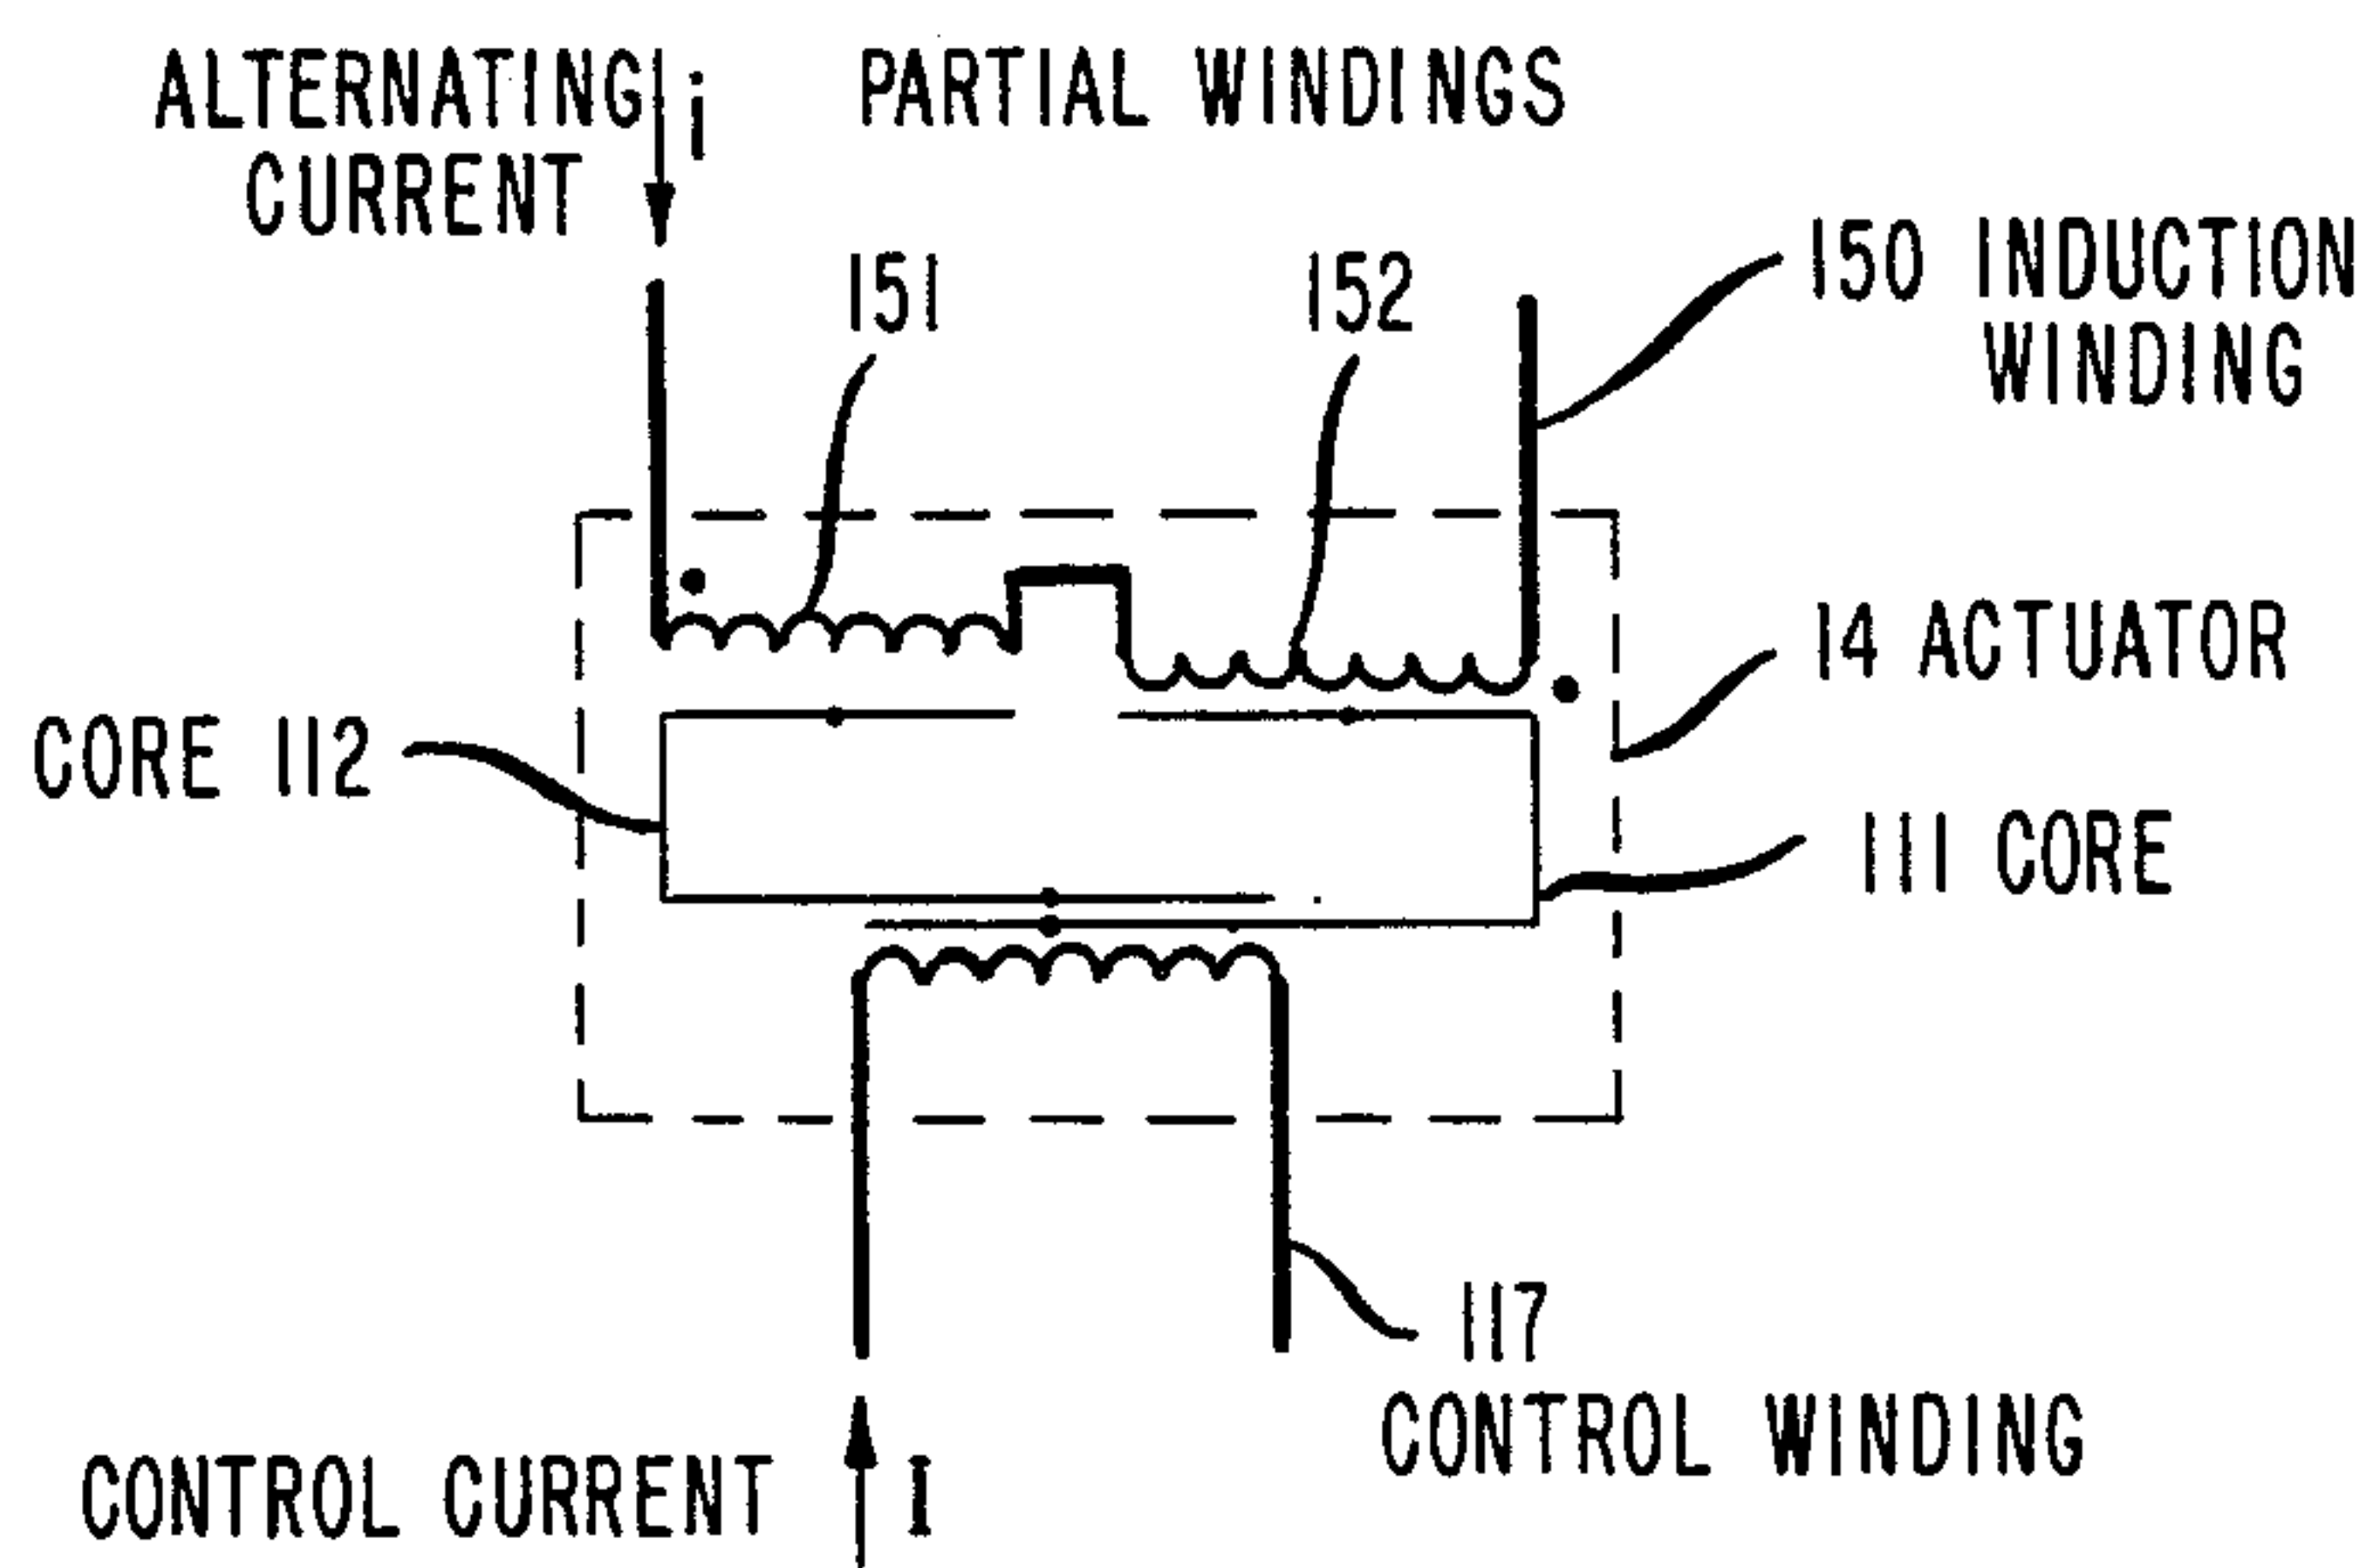 ALTERNATING
CURRENT
i
PARTIAL WINDINGS
151
152
150 INDUCTION
WINDING
14 ACTUATOR
CORE 112
111 CORE
117
CONTROL WINDING
CONTROL CURRENT
I